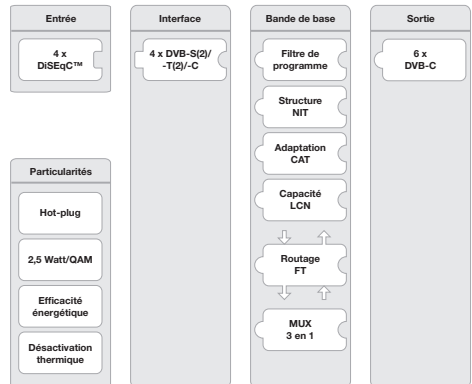 Entrée
4 x
DiSEqC™
Particularités
Hot-plug
2,5 Watt/QAM
Efficacité
énergétique
Désactivation
thermique
Interface
4 x DVB-S(2)/
-T(2)/-C
Bande de base
Filtre de
programme
Structure
NIT
Adaptation
CAT
Capacité
LCN
Routage
FT
MUX
3 en 1
Sortie
6 x
DVB-C